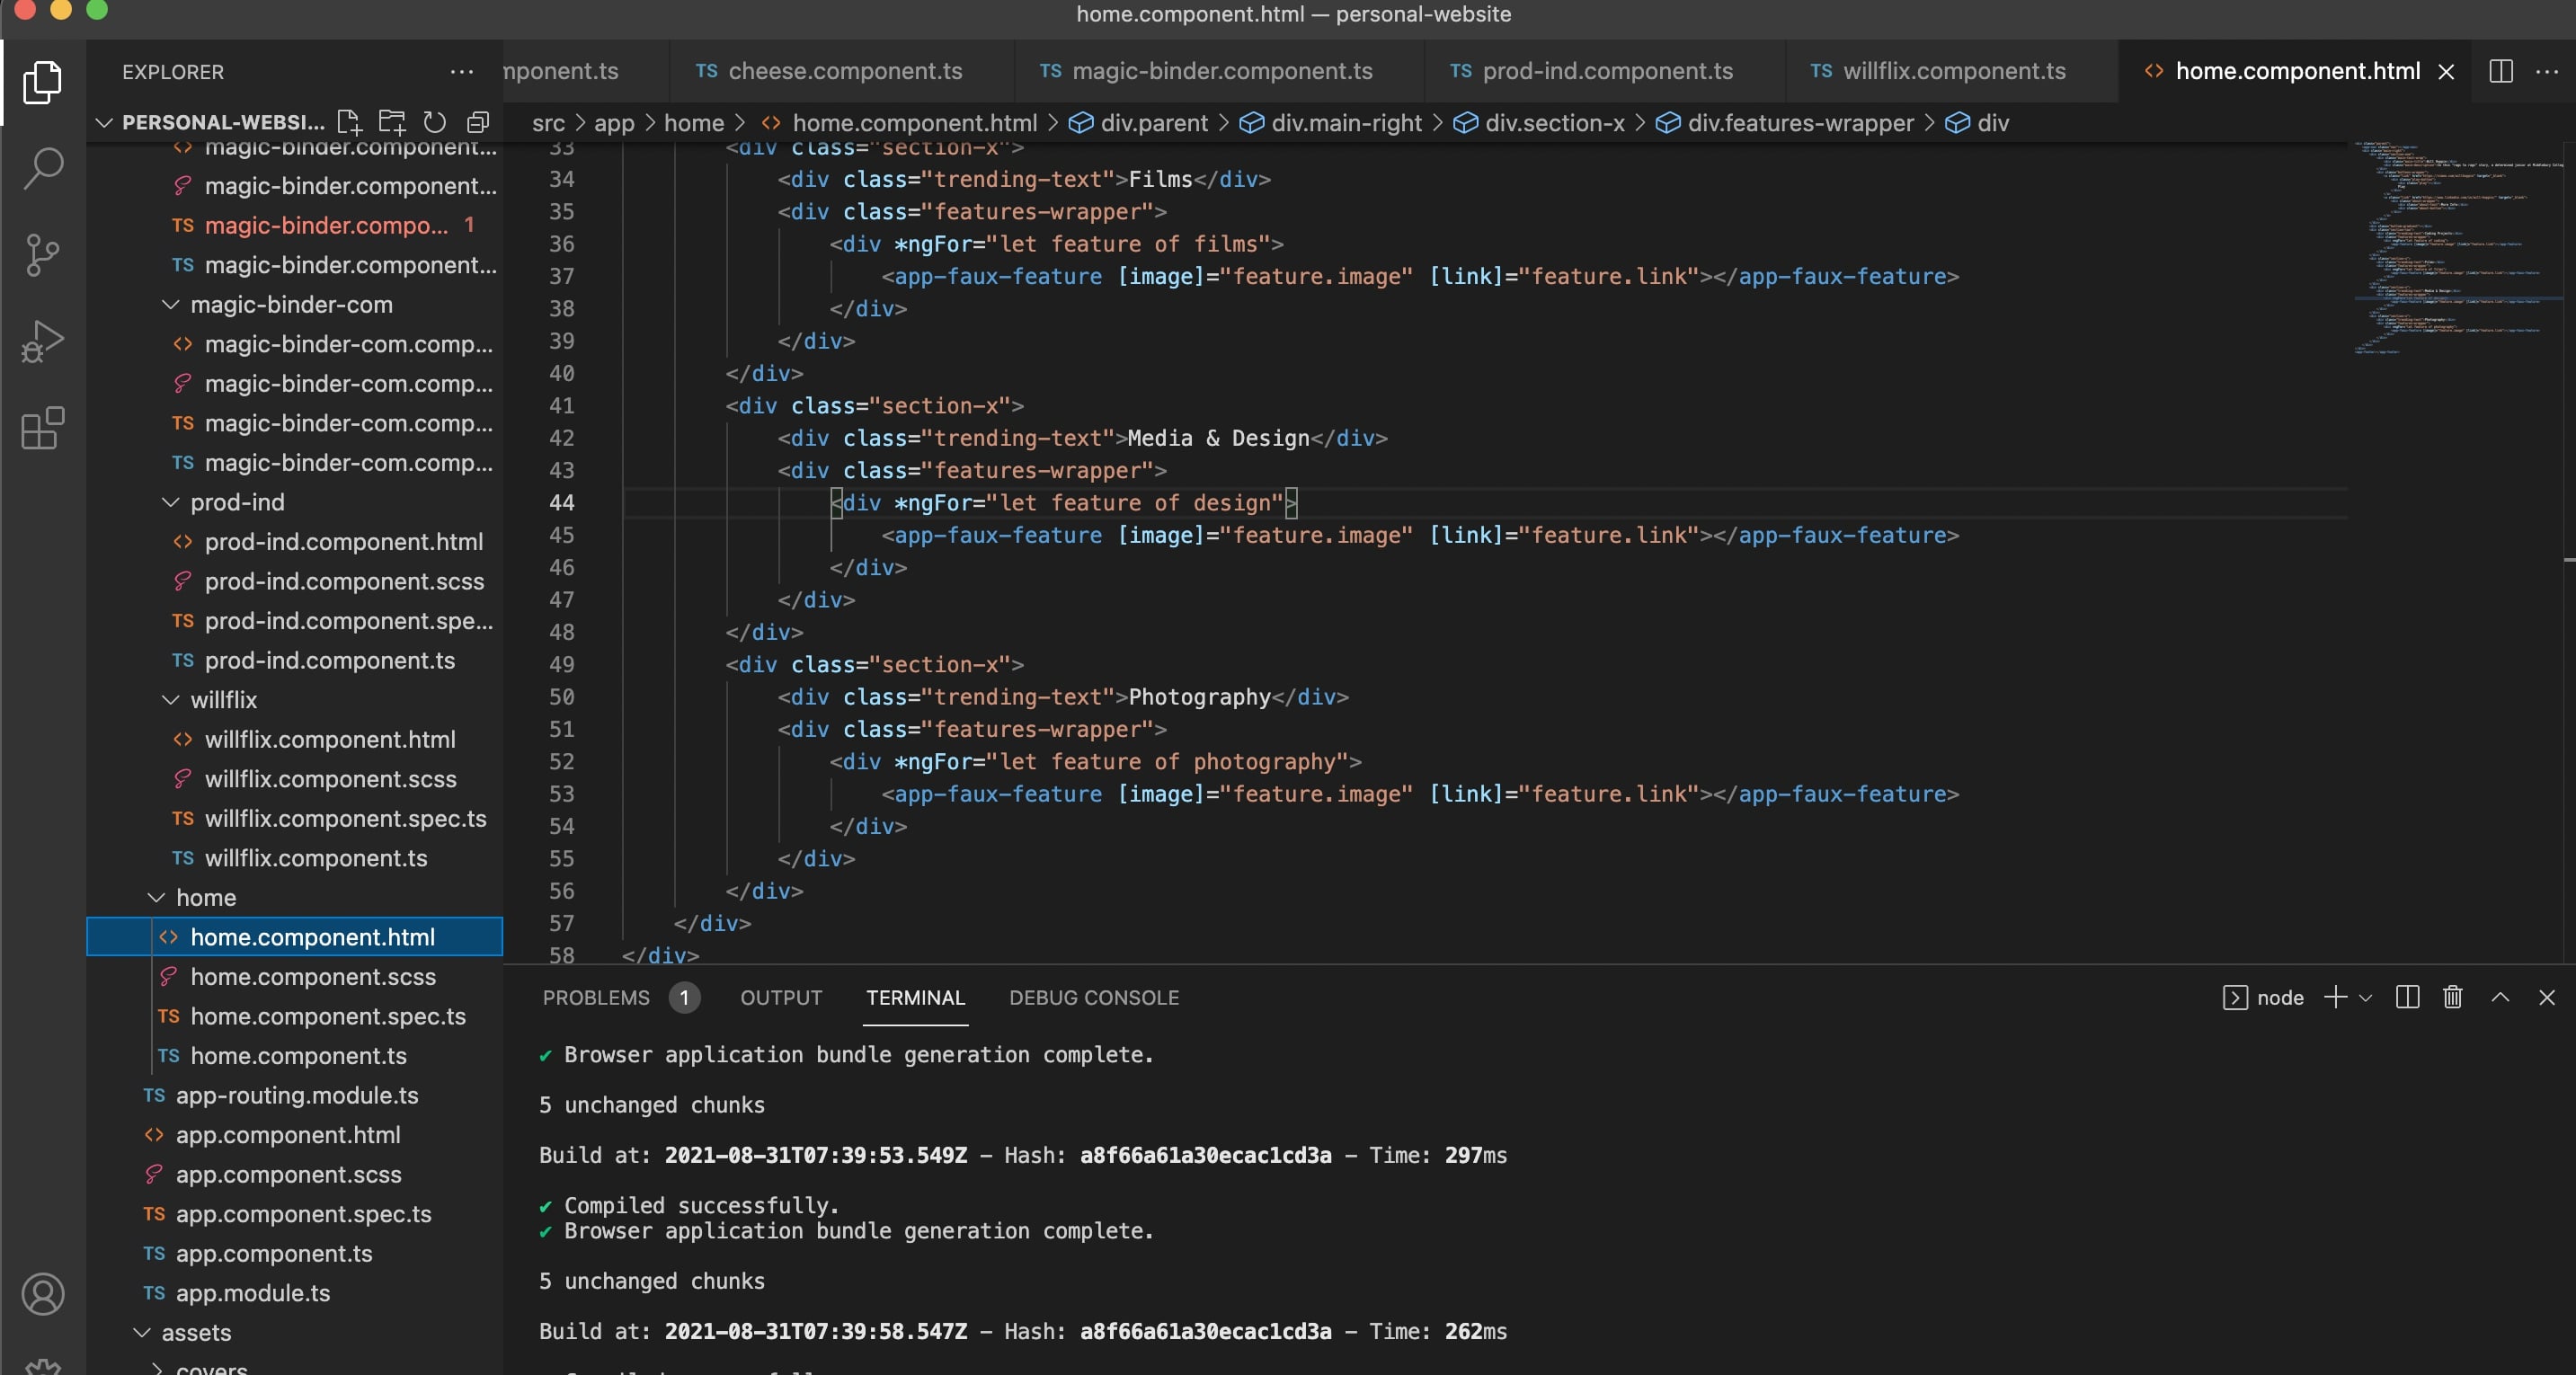 home.component.html — personal-website
EXPLORER
PERSONAL-WEBSI...
magic-binder.component...
magic-binder.component...
TS magic-binder.compo... 1
TS magic-binder.component...
magic-binder-com
magic-binder-com.comp...
magic-binder-com.comp...
TS magic-binder-com.comp...
TS magic-binder-com.comp...
prod-ind
prod-ind.component.html
prod-ind.component.scss
TS prod-ind.component.spe...
TS prod-ind.component.ts
willflix
willflix.component.html
willflix.component.scss
TS willflix.component.spec.ts
TS willflix.component.ts
home
home.component.html
home.component.scss
TS home.component.spec.ts
TS home.component.ts
TS app-routing.module.ts
app.component.html
app.component.scss
TS app.component.spec.ts
TS app.component.ts
TS app.module.ts
assets
covers
mponent.ts TS cheese.component.ts TS magic-binder.component.ts TS prod-ind.component.ts TS willflix.component.ts <> home.component.html
src > app > home > <> home.component.html > div.parent > div.main-right > div.section-x > div.features-wrapper > div
33 <div class="section-x">
34 <div class="trending-text">Films</div>
35 <div class="features-wrapper">
36 <div *ngFor="let feature of films">
37 <app-faux-feature [image]="feature.image" [link]="feature.link"></app-faux-feature>
38 </div>
39 </div>
40 </div>
41 <div class="section-x">
42 <div class="trending-text">Media & Design</div>
43 <div class="features-wrapper">
44 <div *ngFor="let feature of design">
45 <app-faux-feature [image]="feature.image" [link]="feature.link"></app-faux-feature>
46 </div>
47 </div>
48 </div>
49 <div class="section-x">
50 <div class="trending-text">Photography</div>
51 <div class="features-wrapper">
52 <div *ngFor="let feature of photography">
53 <app-faux-feature [image]="feature.image" [link]="feature.link"></app-faux-feature>
54 </div>
55 </div>
56 </div>
57 </div>
58 </div>
PROBLEMS 1 OUTPUT TERMINAL DEBUG CONSOLE node
✔ Browser application bundle generation complete.
5 unchanged chunks
Build at: 2021-08-31T07:39:53.549Z - Hash: a8f66a61a30ecac1cd3a - Time: 297ms
✔ Compiled successfully.
✔ Browser application bundle generation complete.
5 unchanged chunks
Build at: 2021-08-31T07:39:58.547Z - Hash: a8f66a61a30ecac1cd3a - Time: 262ms